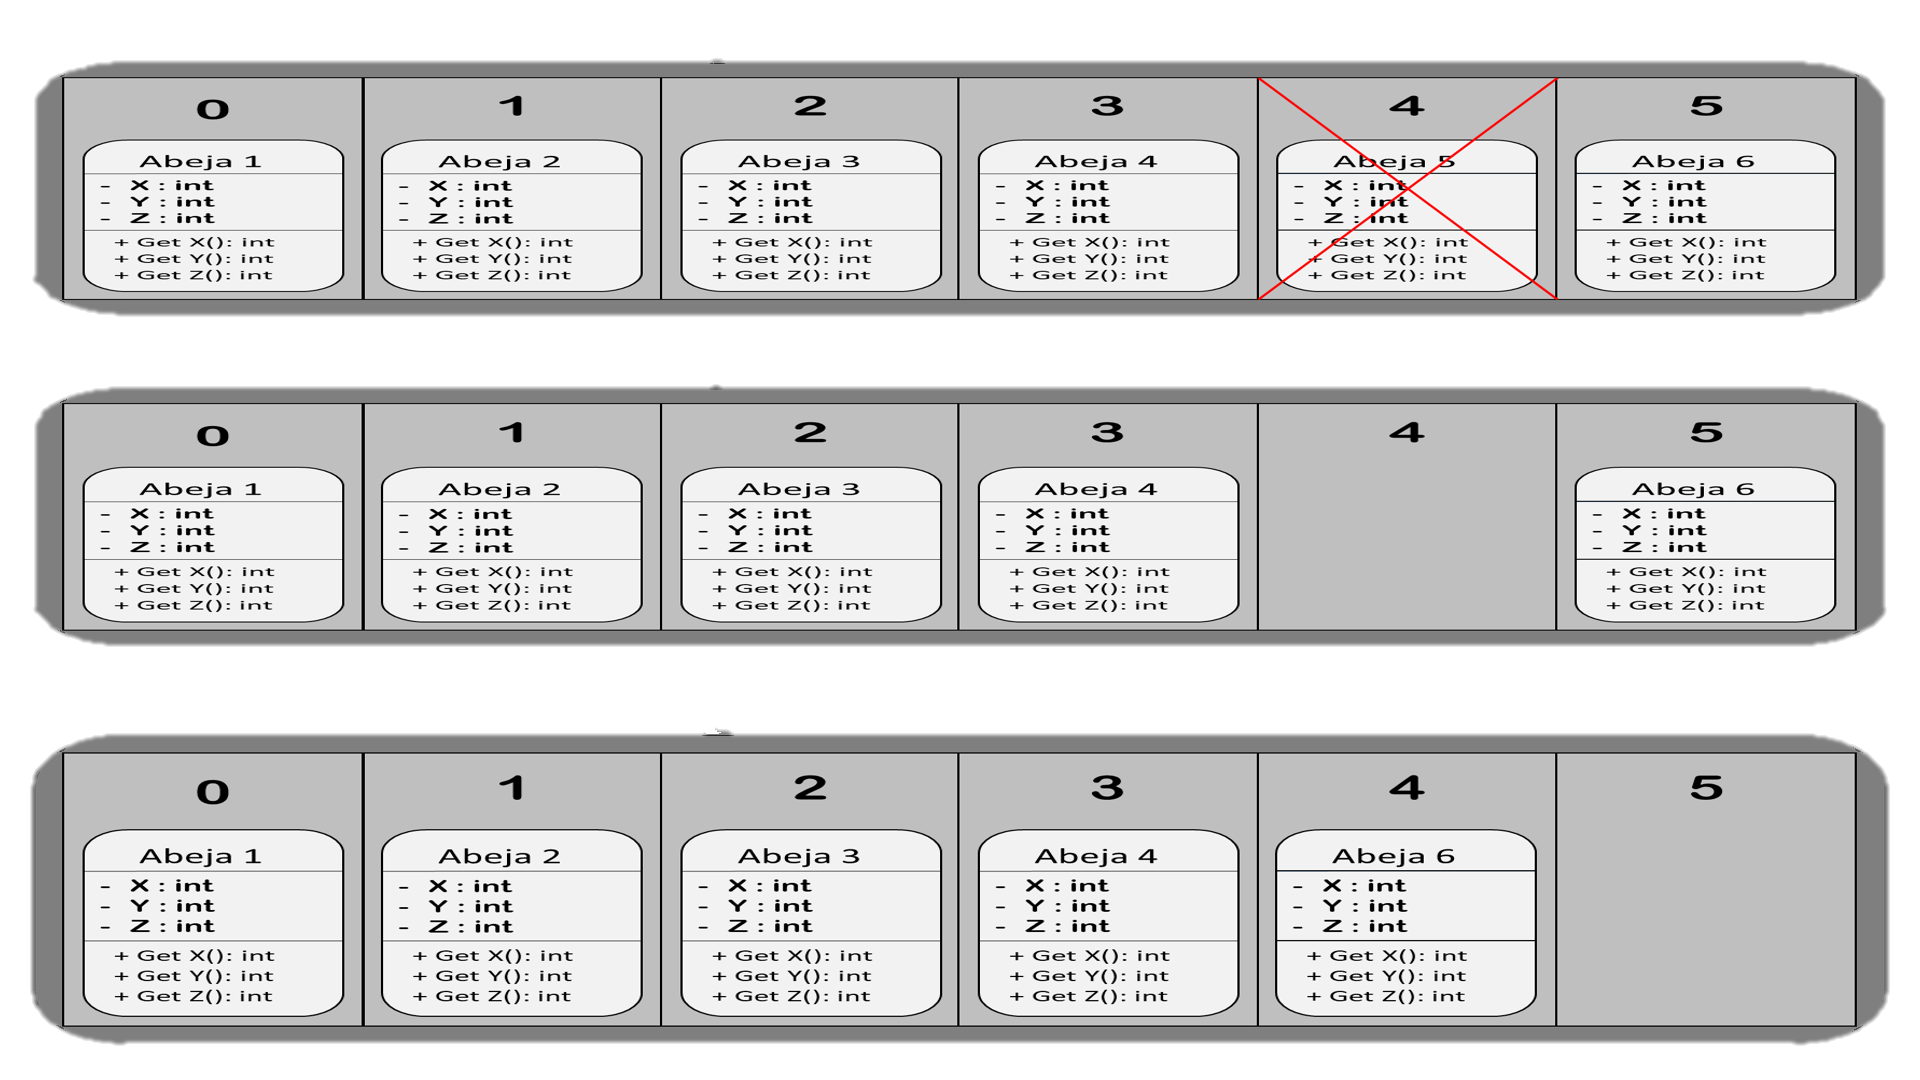 0 1 2 3 4 5
Abeja 1 Abeja 2 Abeja 3 Abeja 4 Abeja 5 Abeja 6
- X : int - X : int - X : int - X : int - X : int - X : int
- Y : int - Y : int - Y : int - Y : int - Y : int - Y : int
- Z : int - Z : int - Z : int - Z : int - Z : int - Z : int
+ Get X(): int + Get X(): int + Get X(): int + Get X(): int + Get X(): int + Get X(): int
+ Get Y(): int + Get Y(): int + Get Y(): int + Get Y(): int + Get Y(): int + Get Y(): int
+ Get Z(): int + Get Z(): int + Get Z(): int + Get Z(): int + Get Z(): int + Get Z(): int
0 1 2 3 4 5
Abeja 1 Abeja 2 Abeja 3 Abeja 4 Abeja 6
- X : int - X : int - X : int - X : int - X : int
- Y : int - Y : int - Y : int - Y : int - Y : int
- Z : int - Z : int - Z : int - Z : int - Z : int
+ Get X(): int + Get X(): int + Get X(): int + Get X(): int + Get X(): int
+ Get Y(): int + Get Y(): int + Get Y(): int + Get Y(): int + Get Y(): int
+ Get Z(): int + Get Z(): int + Get Z(): int + Get Z(): int + Get Z(): int
0 1 2 3 4 5
Abeja 1 Abeja 2 Abeja 3 Abeja 4 Abeja 6
- X : int - X : int - X : int - X : int - X : int
- Y : int - Y : int - Y : int - Y : int - Y : int
- Z : int - Z : int - Z : int - Z : int - Z : int
+ Get X(): int + Get X(): int + Get X(): int + Get X(): int + Get X(): int
+ Get Y(): int + Get Y(): int + Get Y(): int + Get Y(): int + Get Y(): int
+ Get Z(): int + Get Z(): int + Get Z(): int + Get Z(): int + Get Z(): int